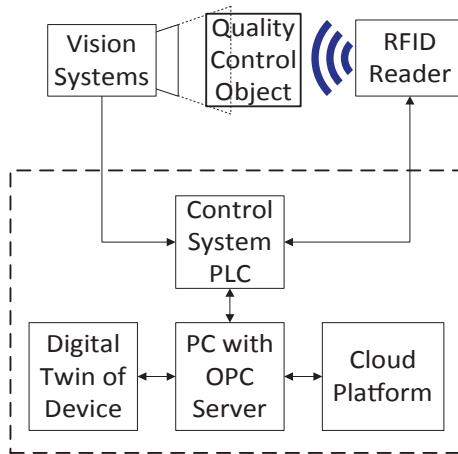 Vision
Systems
Quality
Control
Object
RFID
Reader
Control
System
PLC
Digital
Twin of
Device
PC with
OPC
Server
Cloud
Platform